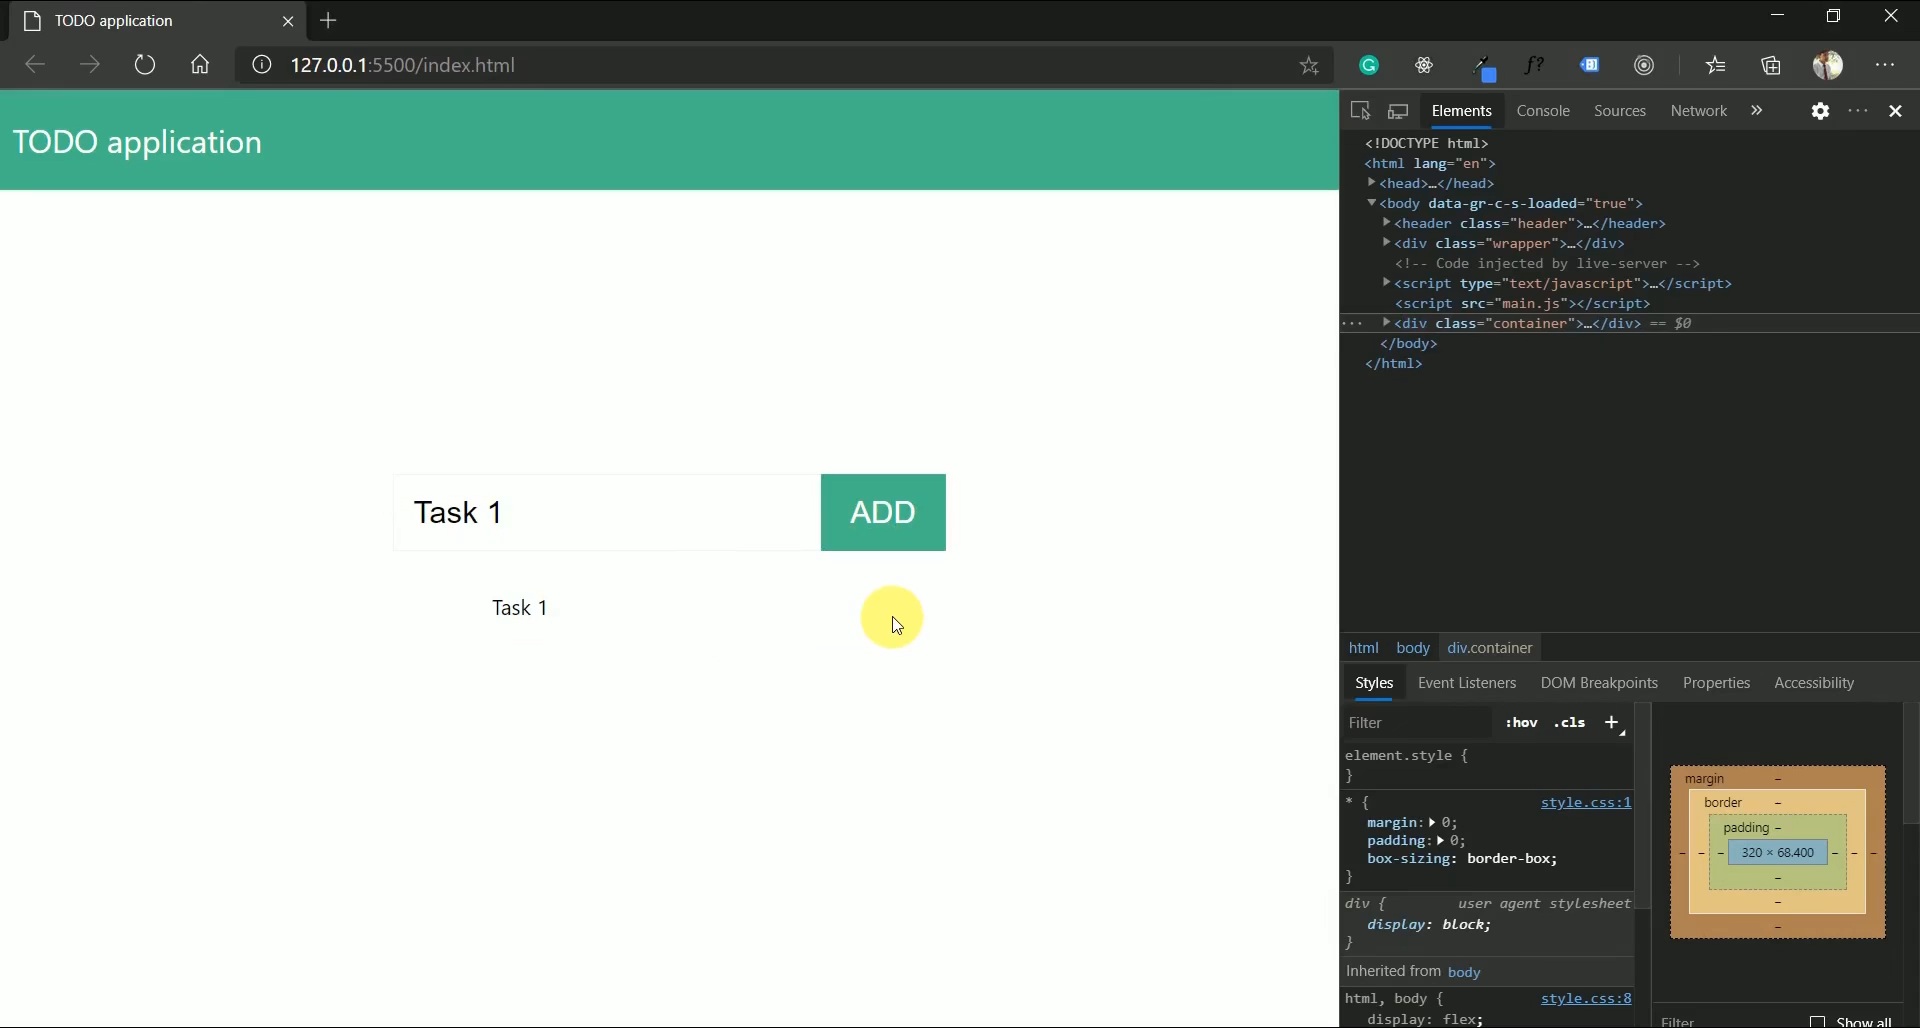 TODO application
127.0.0.1:5500/index.html
f?
TODO application
Task 1
ADD
Task 1
Elements Console Sources Network
<!DOCTYPE html>
<html lang="en">
<head>…</head>
<body data-gr-c-s-loaded="true">
<header class="header">…</header>
<div class="wrapper">…</div>
<!-- Code injected by live-server -->
<script type="text/javascript">…</script>
<script src="main.js"></script>
<div class="container">…</div> == $0
</body>
</html>
html body div.container
Styles Event Listeners DOM Breakpoints Properties Accessibility
Filter :hov .cls +
element.style {
}
* { style.css:1
margin: 0;
padding: 0;
box-sizing: border-box;
}
div { user agent stylesheet
display: block;
}
Inherited from body
html, body { style.css:8
display: flex;
margin -
border -
padding -
320 × 68.400
Filter Show all